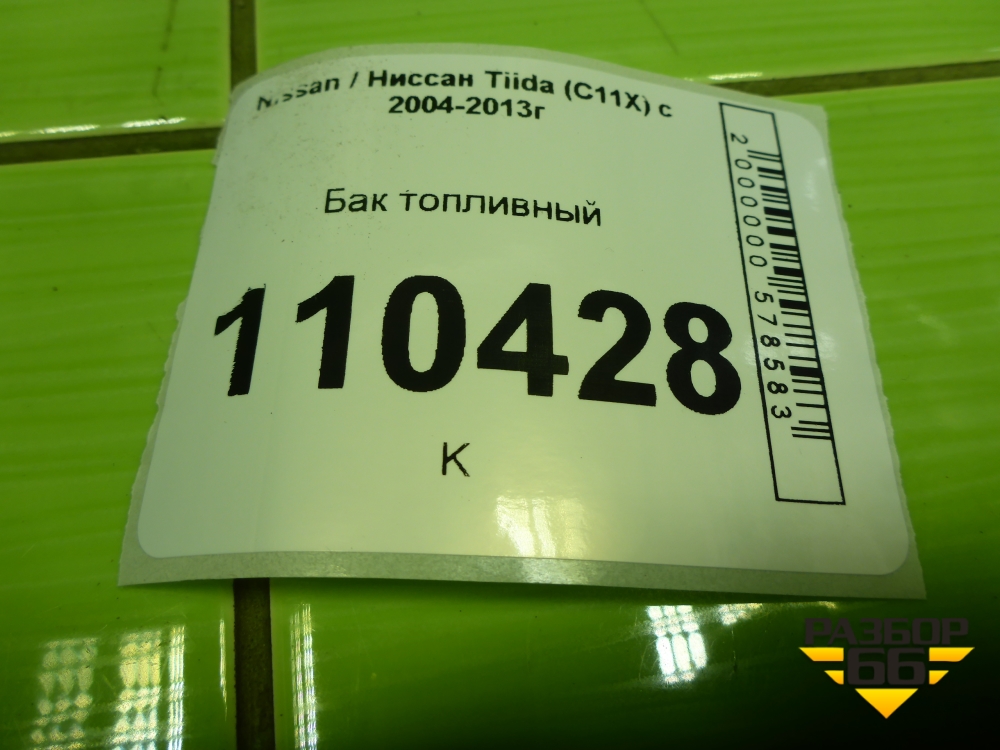 Nissan / Ниссан Tiida (C11X) с
2004-2013г
Бак топливный
110428
К
2000000578583
РАЗБОР
66